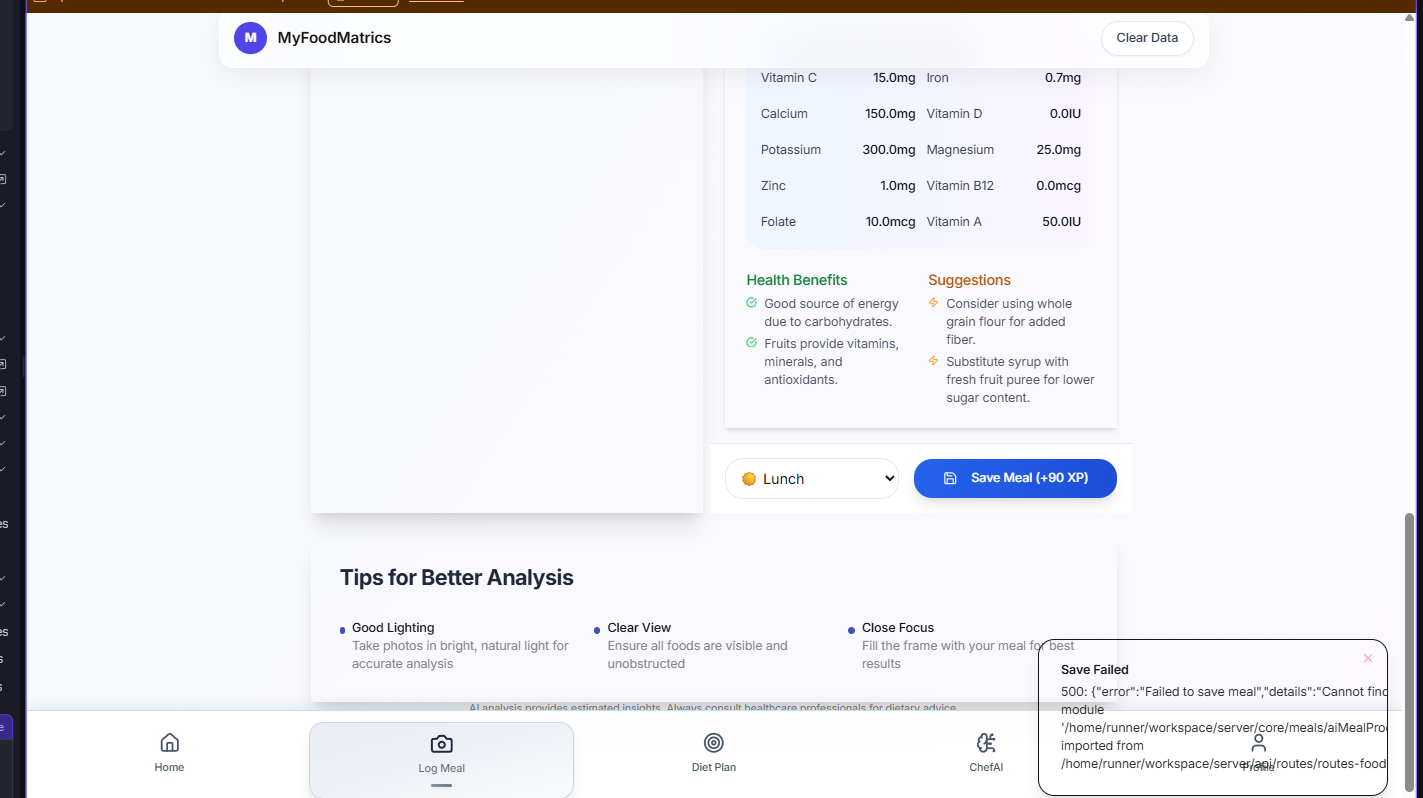 M MyFoodMatrics Clear Data
Vitamin C 15.0mg Iron 0.7mg
Calcium 150.0mg Vitamin D 0.0IU
Potassium 300.0mg Magnesium 25.0mg
Zinc 1.0mg Vitamin B12 0.0mcg
Folate 10.0mcg Vitamin A 50.0IU
Health Benefits
Good source of energy
due to carbohydrates.
Fruits provide vitamins,
minerals, and
antioxidants.
Suggestions
Consider using whole
grain flour for added
fiber.
Substitute syrup with
fresh fruit puree for lower
sugar content.
Lunch
Save Meal (+90 XP)
Tips for Better Analysis
Good Lighting
Take photos in bright, natural light for
accurate analysis
Clear View
Ensure all foods are visible and
unobstructed
Close Focus
Fill the frame with your meal for best
results
AI analysis provides estimated insights. Always consult healthcare professionals for dietary advice.
Save Failed
500: {"error":"Failed to save meal","details":"Cannot find
module
'/home/runner/workspace/server/core/meals/aiMealPro
imported from
/home/runner/workspace/server/api/routes/routes-food
Home
Log Meal
Diet Plan
ChefAI
Profile